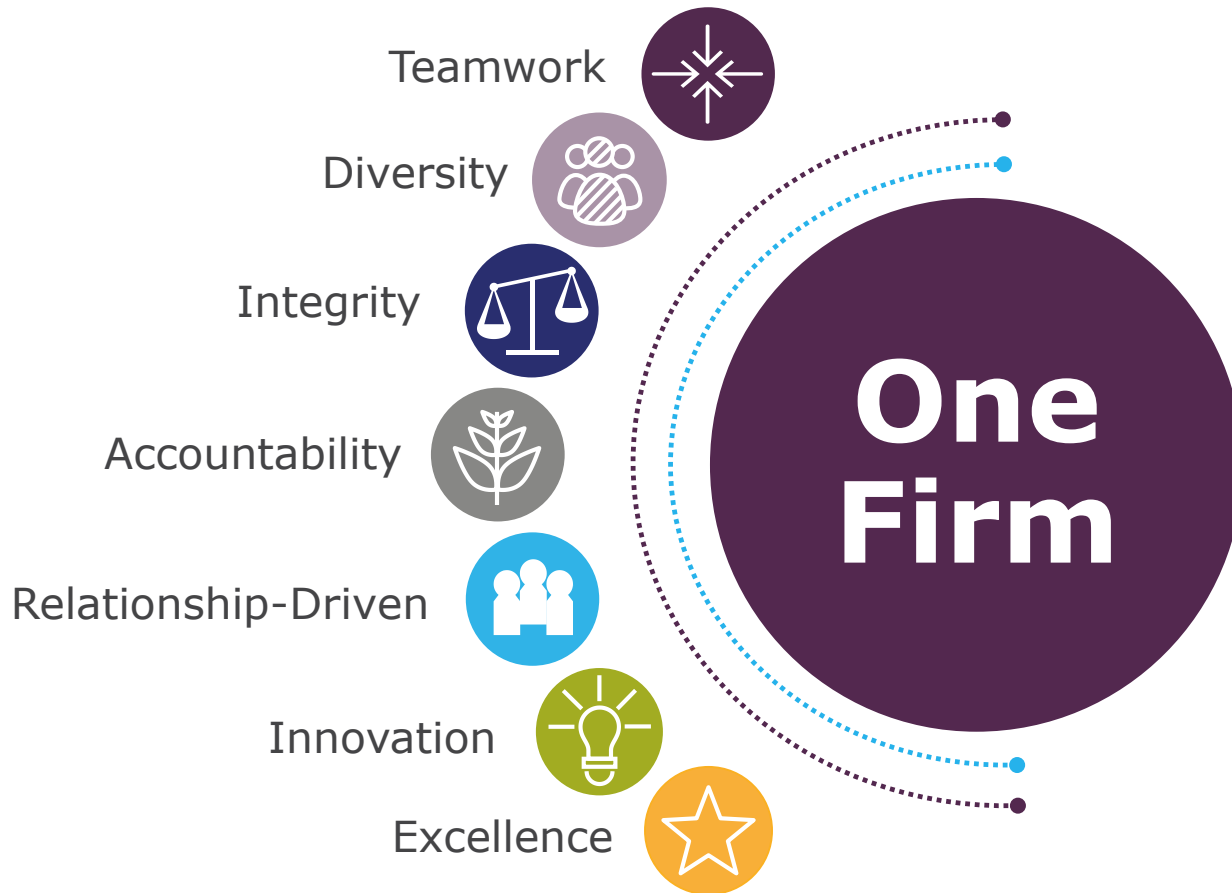 Teamwork
Diversity
Integrity
Accountability
Relationship-Driven
Innovation
Excellence
One
Firm